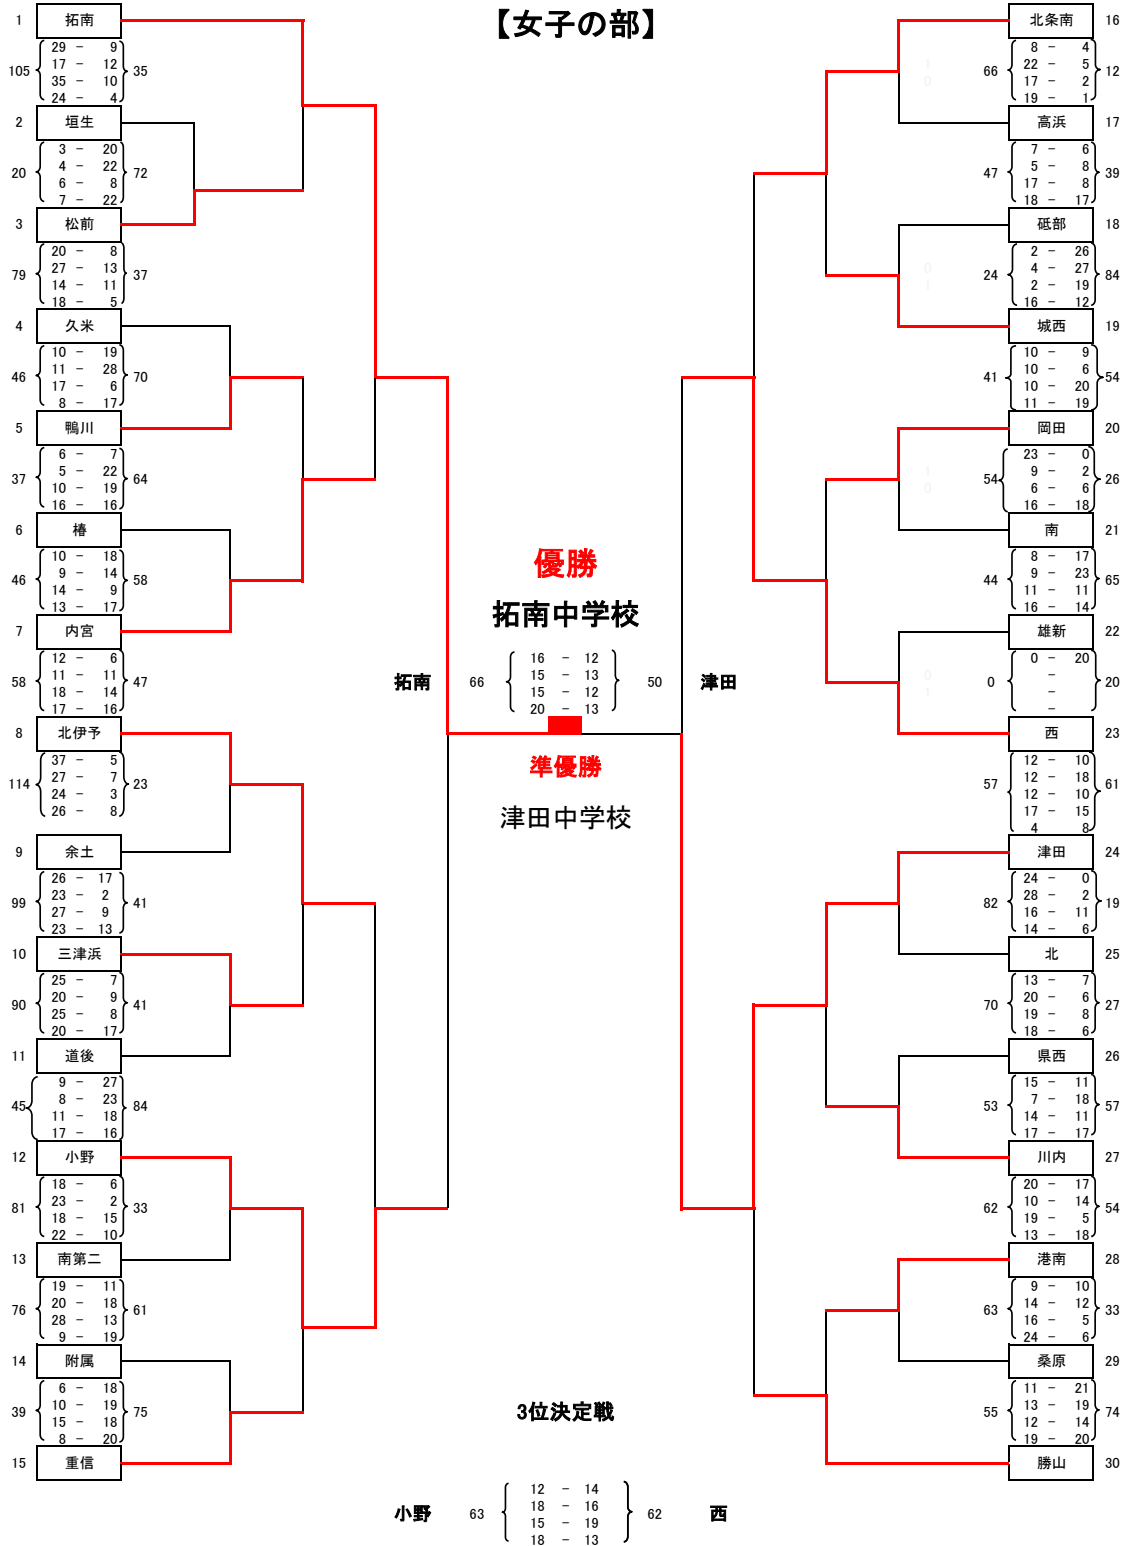 【女子の部】
1 拓南
105 29 - 9 35
17 - 12
35 - 10
24 - 4
2 垣生
20 3 - 20 72
4 - 22
6 - 8
7 - 22
3 松前
79 20 - 8 37
27 - 13
14 - 11
18 - 5
4 久米
46 10 - 19 70
11 - 28
17 - 6
8 - 17
5 鴨川
37 6 - 7 64
5 - 22
10 - 19
16 - 16
6 椿
46 10 - 18 58
9 - 14
14 - 9
13 - 17
7 内宮
58 12 - 6 47
11 - 11
18 - 14
17 - 16
8 北伊予
114 37 - 5 23
27 - 7
24 - 3
26 - 8
9 余土
99 26 - 17 41
23 - 2
27 - 9
23 - 13
10 三津浜
90 25 - 7 41
20 - 9
25 - 8
20 - 17
11 道後
45 9 - 27 84
8 - 23
11 - 18
17 - 16
12 小野
81 18 - 6 33
23 - 2
18 - 15
22 - 10
13 南第二
76 19 - 11 61
20 - 18
28 - 13
9 - 19
14 附属
39 6 - 18 75
10 - 19
15 - 18
8 - 20
15 重信
優勝
拓南中学校
拓南 66 16 - 12 50 津田
15 - 13
15 - 12
20 - 13
準優勝
津田中学校
3位決定戦
小野 63 12 - 14 62 西
18 - 16
15 - 19
18 - 13
北条南 16
1
0
66 8 - 4 12
22 - 5
17 - 2
19 - 1
高浜 17
47 7 - 6 39
5 - 8
17 - 8
18 - 17
砥部 18
0
1
24 2 - 26 84
4 - 27
2 - 19
16 - 12
城西 19
41 10 - 9 54
10 - 6
10 - 20
11 - 19
岡田 20
1
0
54 23 - 0 26
9 - 2
6 - 6
16 - 18
南 21
44 8 - 17 65
9 - 23
11 - 11
16 - 14
雄新 22
0
1
0 0 - 20 20
-
-
-
西 23
57 12 - 10 61
12 - 18
12 - 10
17 - 15
4 8
津田 24
82 24 - 0 19
28 - 2
16 - 11
14 - 6
北 25
70 13 - 7 27
20 - 6
19 - 8
18 - 6
県西 26
53 15 - 11 57
7 - 18
14 - 11
17 - 17
川内 27
62 20 - 17 54
10 - 14
19 - 5
13 - 18
港南 28
63 9 - 10 33
14 - 12
16 - 5
24 - 6
桑原 29
55 11 - 21 74
13 - 19
12 - 14
19 - 20
勝山 30